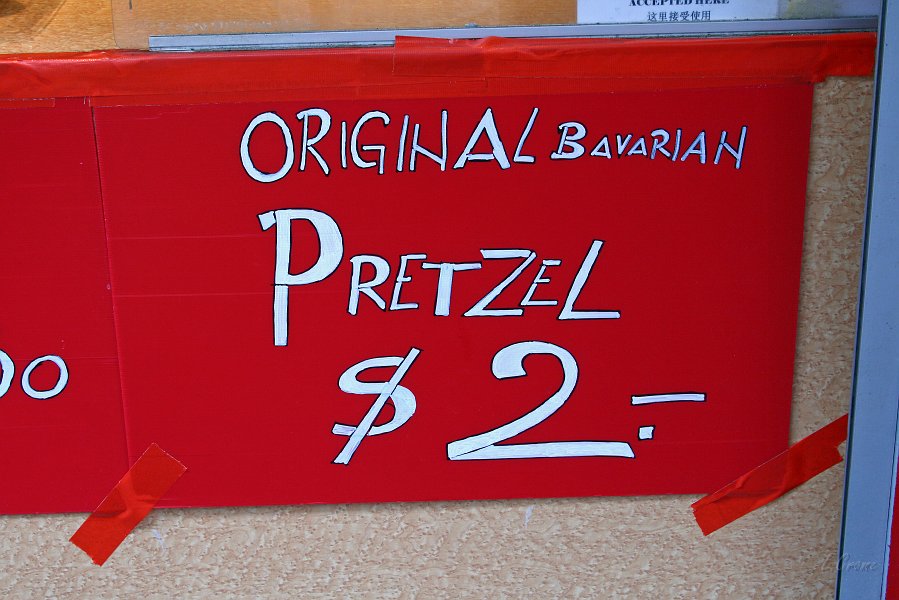 ACCEPTED HERE
这里接受使用
ORIGINAL BAVARIAN
PRETZEL
$2.-